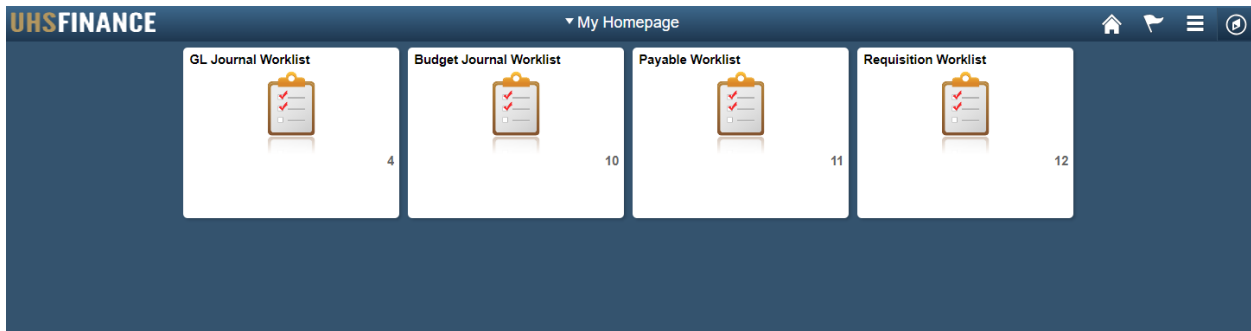 UHSFINANCE
My Homepage
GL Journal Worklist
4
Budget Journal Worklist
10
Payable Worklist
11
Requisition Worklist
12